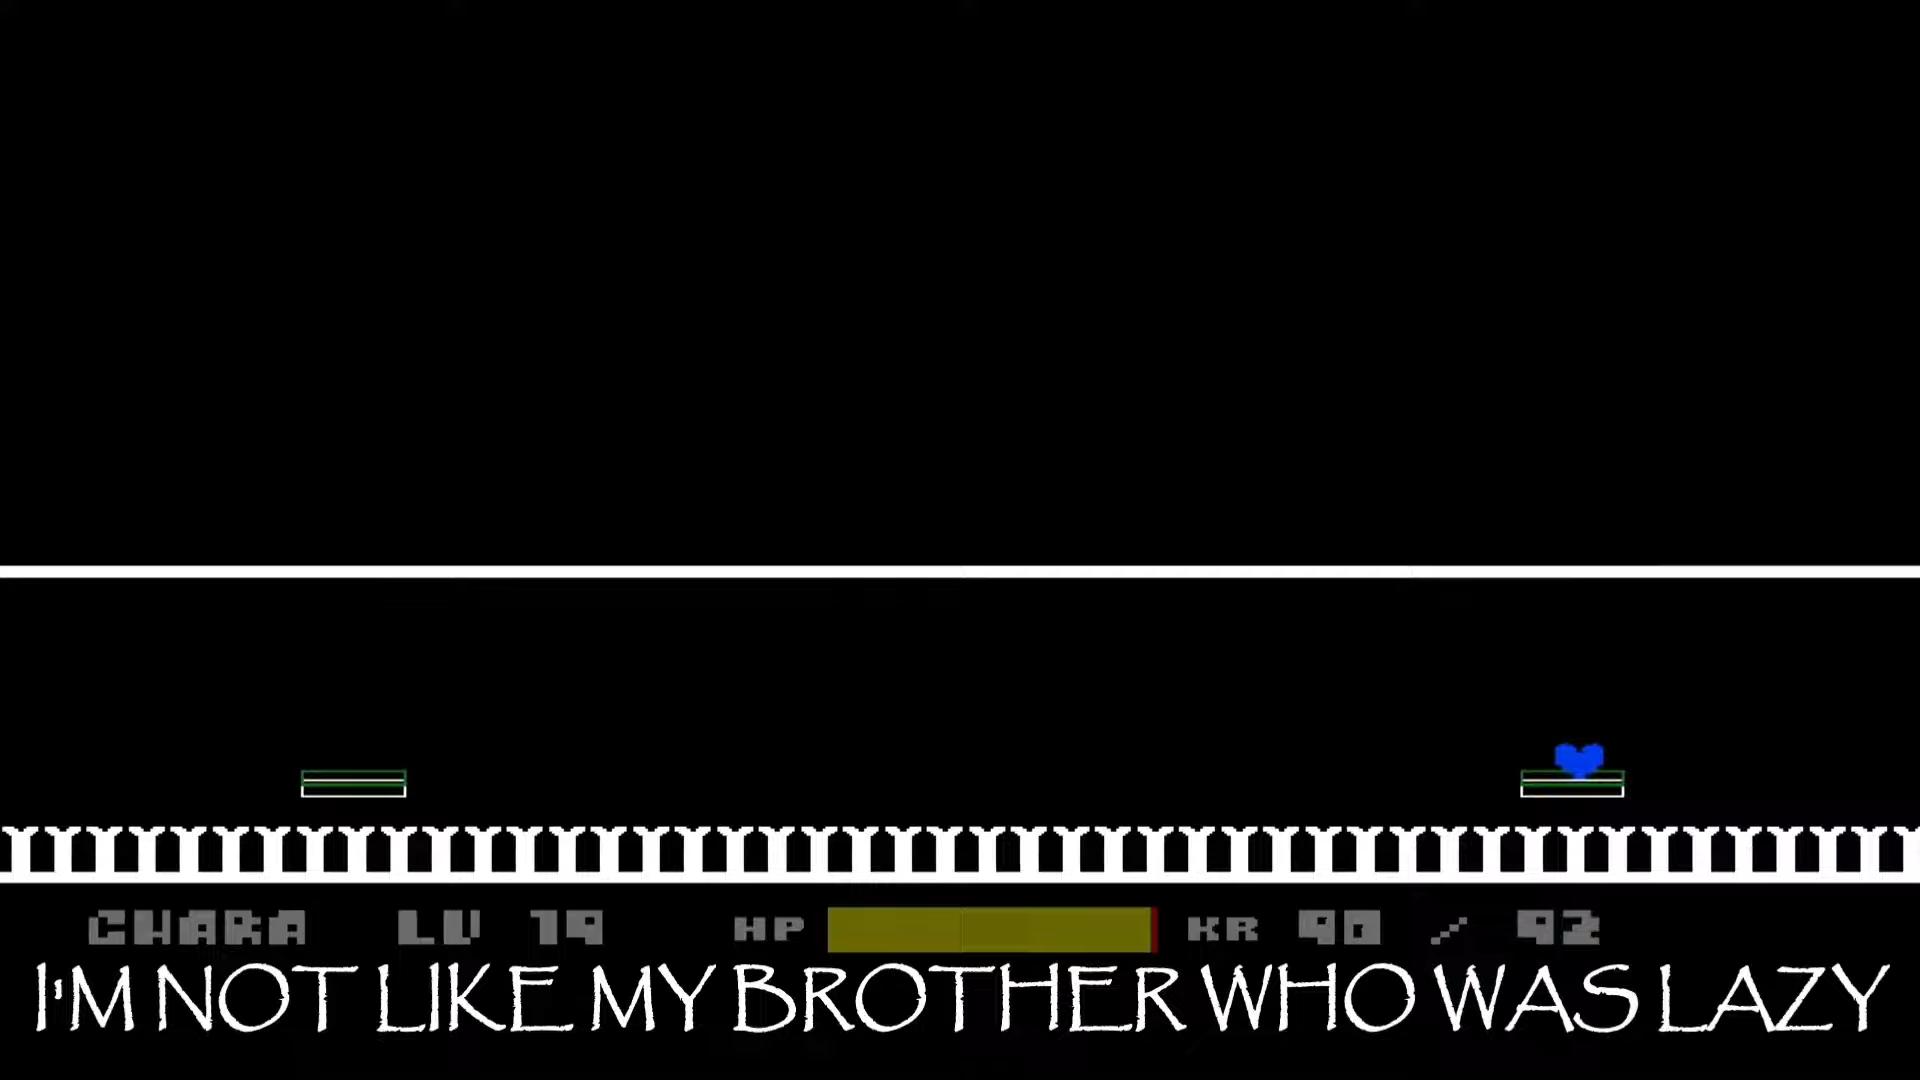 CHARA LV 19 HP KR 90 / 92
I'M NOT LIKE MY BROTHER WHO WAS LAZY